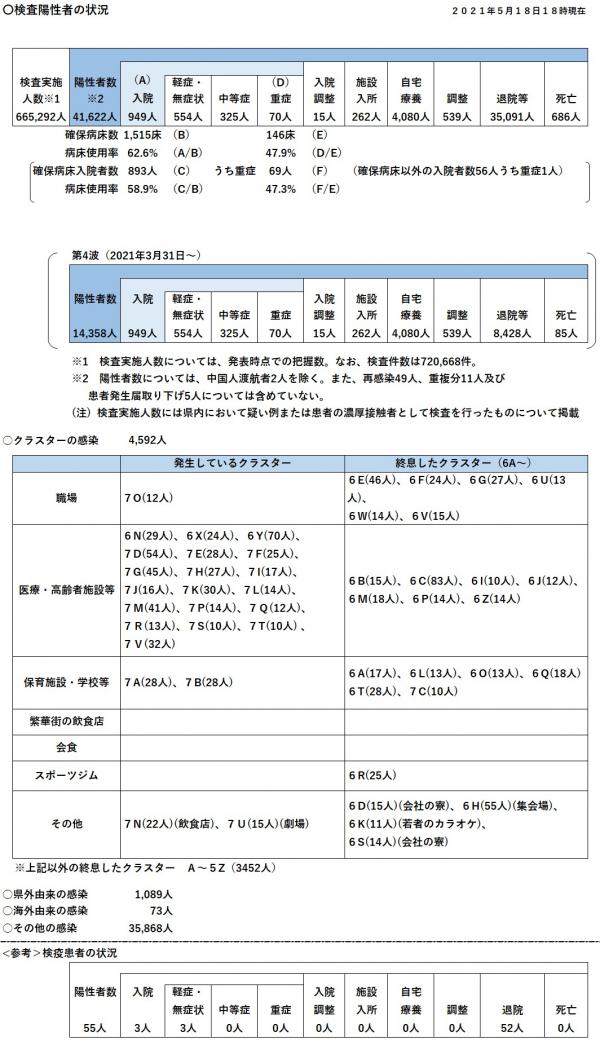 〇検査陽性者の状況 2021年5月18日18時現在
検査実施人数※1 陽性者数※2 (A)入院 軽症・無症状 中等症 (D)重症 入院調整 施設入所 自宅療養 調整 退院等 死亡
665,292人 41,622人 949人 554人 325人 70人 15人 262人 4,080人 539人 35,091人 686人
確保病床数 1,515床 (B) 146床 (E)
病床使用率 62.6% (A/B) 47.9% (D/E)
確保病床入院者数 893人 (C) うち重症 69人 (F) (確保病床以外の入院者数56人うち重症1人)
病床使用率 58.9% (C/B) 47.3% (F/E)
第4波(2021年3月31日~)
陽性者数 入院 軽症・無症状 中等症 重症 入院調整 施設入所 自宅療養 調整 退院等 死亡
14,358人 949人 554人 325人 70人 15人 262人 4,080人 539人 8,428人 85人
※1 検査実施人数については、発表時点での把握数。なお、検査件数は720,668件。
※2 陽性者数については、中国人渡航者2人を除く。また、再感染49人、重複分11人及び
患者発生届取り下げ5人については含めていない。
(注)検査実施人数には県内において疑い例または患者の濃厚接触者として検査を行ったものについて掲載
〇クラスターの感染 4,592人
発生しているクラスター 終息したクラスター(6A~)
職場
7O(12人)
6E(46人)、6F(24人)、6G(27人)、6U(13
人)、
6W(14人)、6V(15人)
医療・高齢者施設等
6N(29人)、6X(24人)、6Y(70人)、
7D(54人)、7E(28人)、7F(25人)、
7G(45人)、7H(27人)、7I(17人)、
7J(16人)、7K(30人)、7L(14人)、
7M(41人)、7P(14人)、7Q(12人)、
7R(13人)、7S(10人)、7T(10人)、
7V(32人)
6B(15人)、6C(83人)、6I(10人)、6J(12人)、
6M(18人)、6P(14人)、6Z(14人)
保育施設・学校等
7A(28人)、7B(28人)
6A(17人)、6L(13人)、6O(13人)、6Q(18人)
6T(28人)、7C(10人)
繁華街の飲食店
会食
スポーツジム
6R(25人)
その他
7N(22人)(飲食店)、7U(15人)(劇場)
6D(15人)(会社の寮)、6H(55人)(集会場)、
6K(11人)(若者のカラオケ)、
6S(14人)(会社の寮)
※上記以外の終息したクラスター A~5Z(3452人)
〇県外由来の感染 1,089人
〇海外由来の感染 73人
〇その他の感染 35,868人
<参考>検疫患者の状況
陽性者数 入院 軽症・無症状 中等症 重症 入院調整 施設入所 自宅療養 調整 退院 死亡
55人 3人 3人 0人 0人 0人 0人 0人 0人 52人 0人